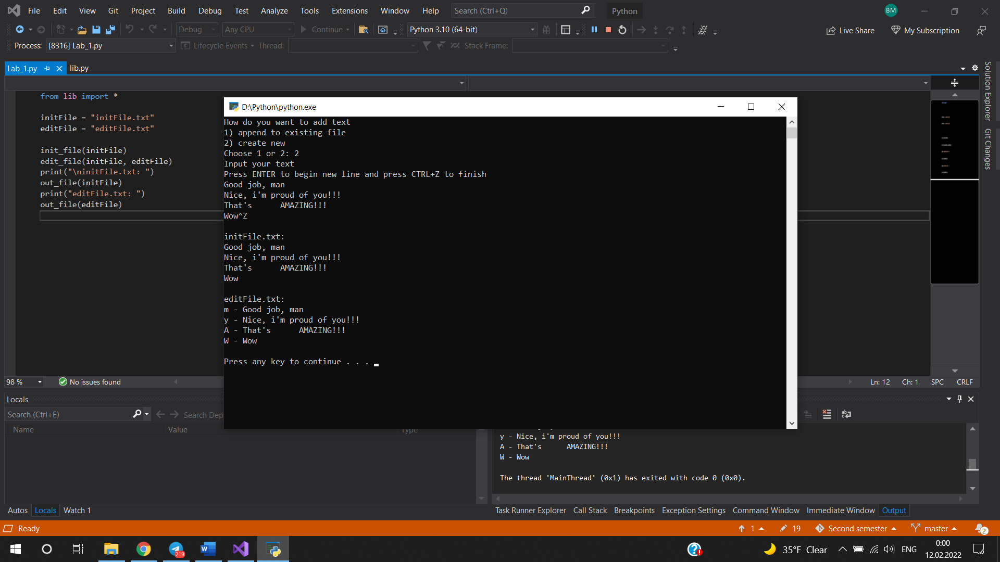 File Edit View Git Project Build Debug Test Analyze Tools Extensions Window Help Search (Ctrl+Q) Python BM
Debug Any CPU Continue Python 3.10 (64-bit) Live Share My Subscription
Process: [8316] Lab_1.py Lifecycle Events Thread: Stack Frame:
Lab_1.py lib.py
Solution Explorer
Git Changes
from lib import *
initFile = "initFile.txt"
editFile = "editFile.txt"
init_file(initFile)
edit_file(initFile, editFile)
print("\ninitFile.txt: ")
out_file(initFile)
print("editFile.txt: ")
out_file(editFile)
D:\Python\python.exe
How do you want to add text
1) append to existing file
2) create new
Choose 1 or 2: 2
Input your text
Press ENTER to begin new line and press CTRL+Z to finish
Good job, man
Nice, i'm proud of you!!!
That's      AMAZING!!!
Wow^Z
initFile.txt:
Good job, man
Nice, i'm proud of you!!!
That's      AMAZING!!!
Wow
editFile.txt:
m - Good job, man
y - Nice, i'm proud of you!!!
A - That's      AMAZING!!!
W - Wow
Press any key to continue . . .
98 % No issues found Ln: 12 Ch: 1 SPC CRLF
Locals
Search (Ctrl+E) Search Dep
Name Value Type
y - Nice, i'm proud of you!!!
A - That's      AMAZING!!!
W - Wow
The thread 'MainThread' (0x1) has exited with code 0 (0x0).
Autos Locals Watch 1 Task Runner Explorer Call Stack Breakpoints Exception Settings Command Window Immediate Window Output
Ready 1 19 Second semester master 2
219 35°F Clear ENG 0:00
12.02.2022